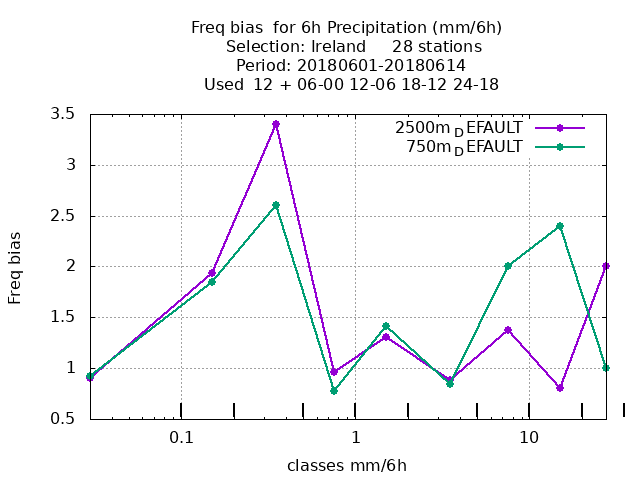 Freq bias  for 6h Precipitation (mm/6h)
Selection: Ireland     28 stations
Period: 20180601-20180614
Used  12 + 06-00 12-06 18-12 24-18
2500m_DEFAULT
750m_DEFAULT
3.5
3
2.5
2
1.5
1
0.5
Freq bias
0.1 1 10
classes mm/6h